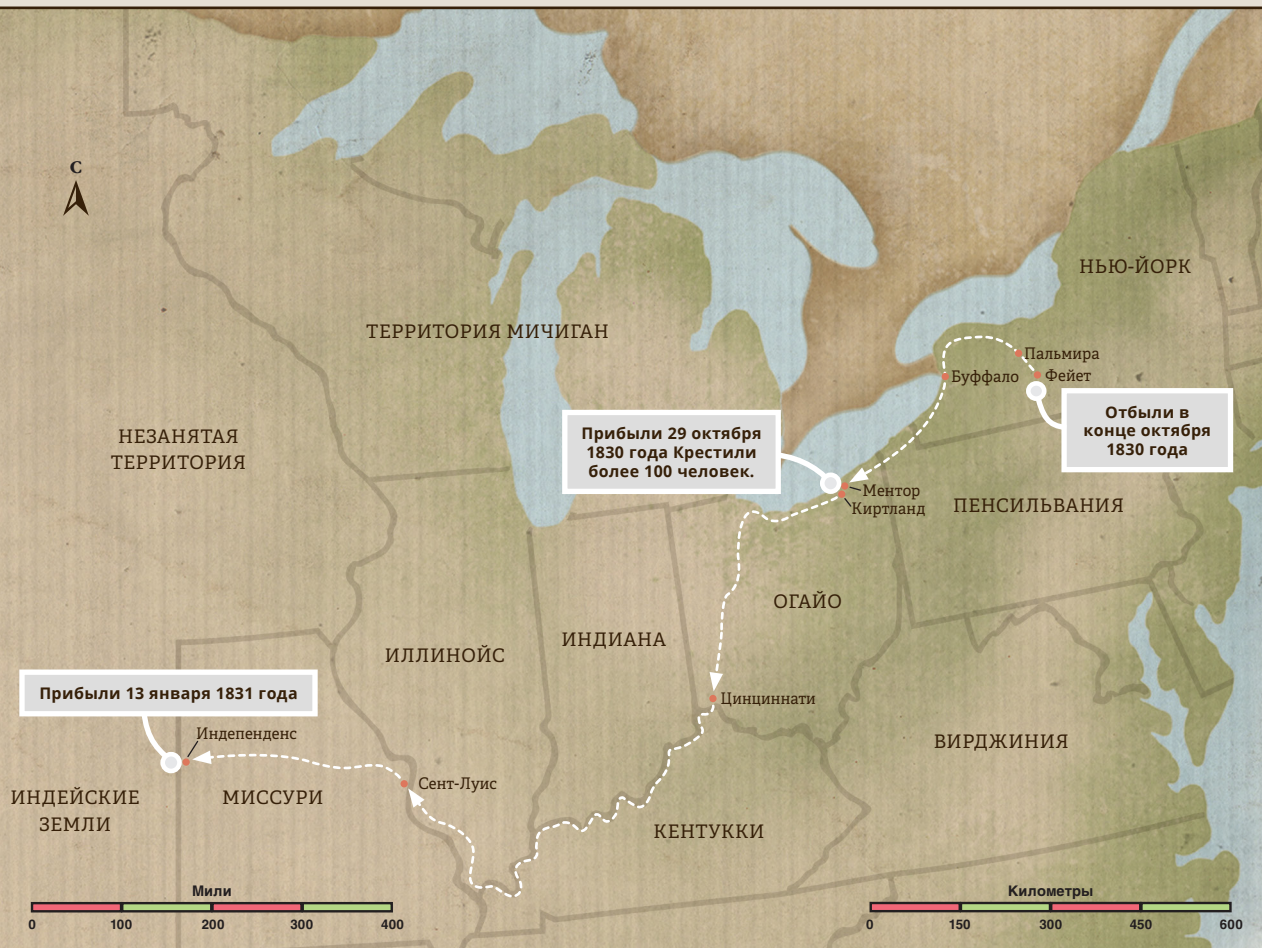 С
НЬЮ-ЙОРК
ТЕРРИТОРИЯ МИЧИГАН
Пальмира
Буффало
Фейет
Отбыли в
конце октября
1830 года
Прибыли 29 октября
1830 года Крестили
более 100 человек.
НЕЗАНЯТАЯ
ТЕРРИТОРИЯ
Ментор
Киртланд
ПЕНСИЛЬВАНИЯ
ОГАЙО
ИНДИАНА
ИЛЛИНОЙС
Прибыли 13 января 1831 года
Цинциннати
Индепенденс
ВИРДЖИНИЯ
Сент-Луис
ИНДЕЙСКИЕ
ЗЕМЛИ
МИССУРИ
КЕНТУККИ
Мили
0 100 200 300 400
Километры
0 150 300 450 600